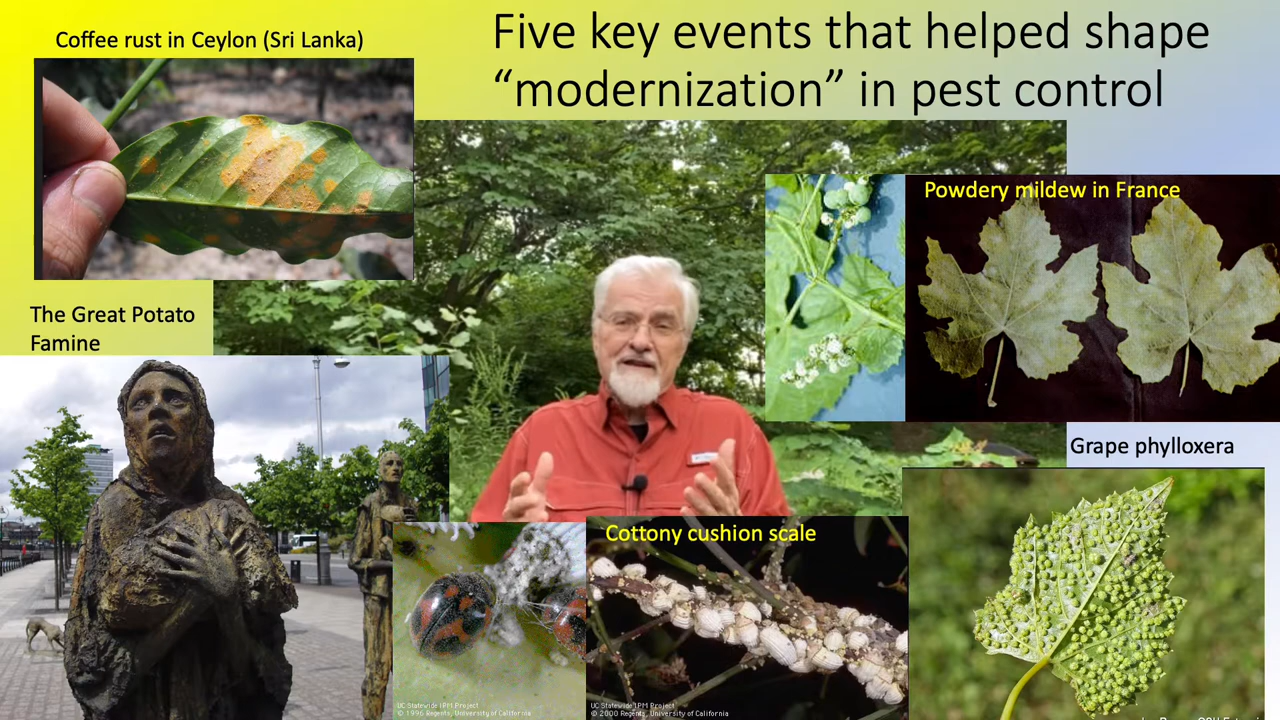 Coffee rust in Ceylon (Sri Lanka)
Five key events that helped shape
“modernization” in pest control
Powdery mildew in France
The Great Potato
Famine
Grape phylloxera
Cottony cushion scale
UC Statewide IPM Project
© 1996 Regents, University of California
UC Statewide IPM Project
© 2000 Regents, University of California